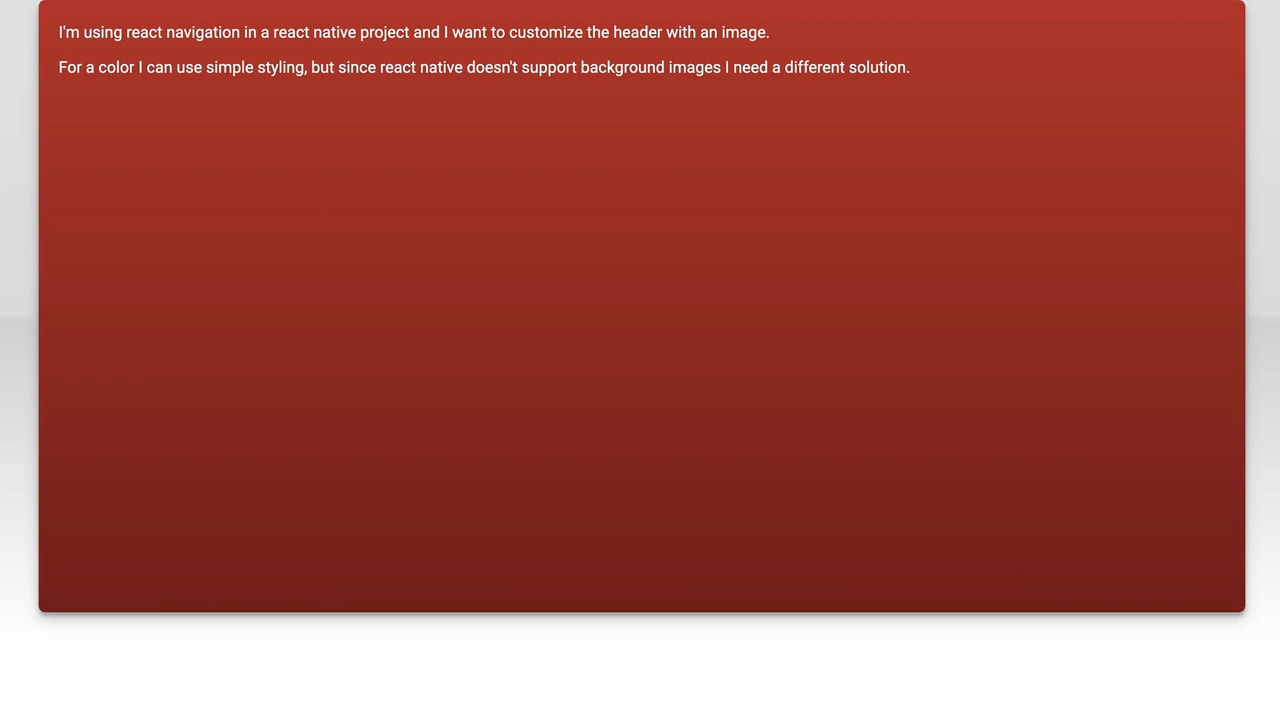 I'm using react navigation in a react native project and I want to customize the header with an image.
For a color I can use simple styling, but since react native doesn't support background images I need a different solution.